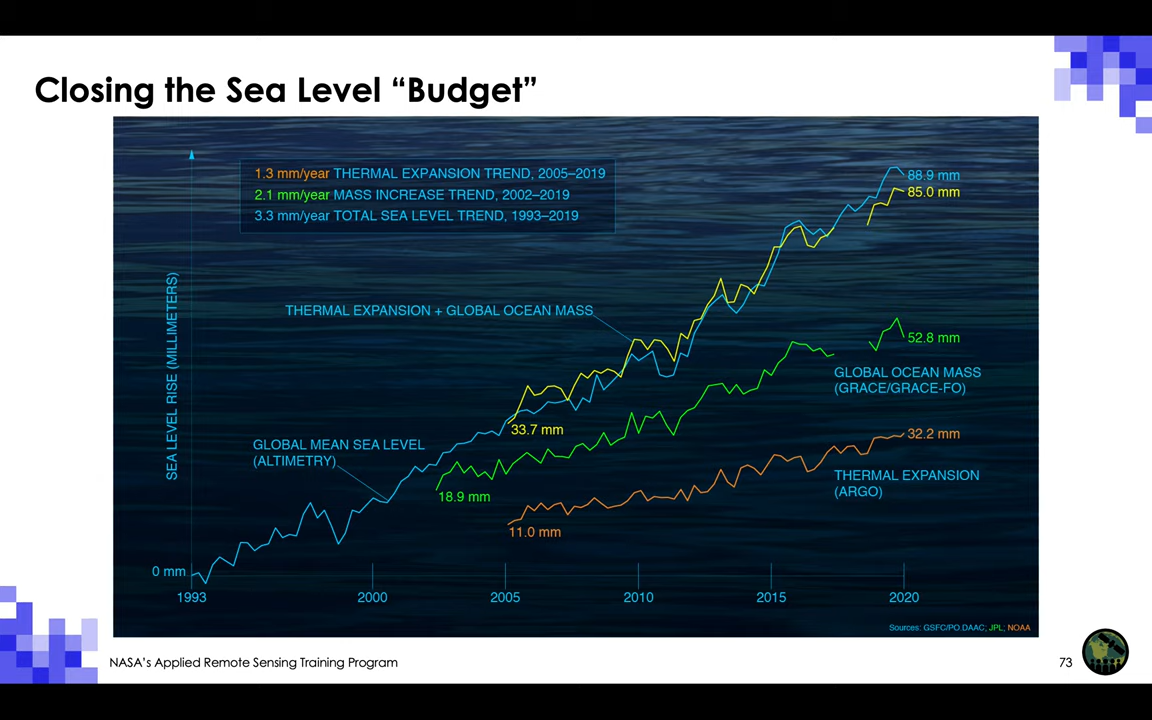 Closing the Sea Level “Budget”
1.3 mm/year THERMAL EXPANSION TREND, 2005–2019
2.1 mm/year MASS INCREASE TREND, 2002–2019
3.3 mm/year TOTAL SEA LEVEL TREND, 1993–2019
88.9 mm
85.0 mm
SEA LEVEL RISE (MILLIMETERS)
THERMAL EXPANSION + GLOBAL OCEAN MASS
52.8 mm
GLOBAL OCEAN MASS
(GRACE/GRACE-FO)
33.7 mm
32.2 mm
GLOBAL MEAN SEA LEVEL
(ALTIMETRY)
THERMAL EXPANSION
(ARGO)
18.9 mm
11.0 mm
0 mm
1993
2000
2005
2010
2015
2020
Sources: GSFC/PO.DAAC; JPL; NOAA
NASA’s Applied Remote Sensing Training Program
73